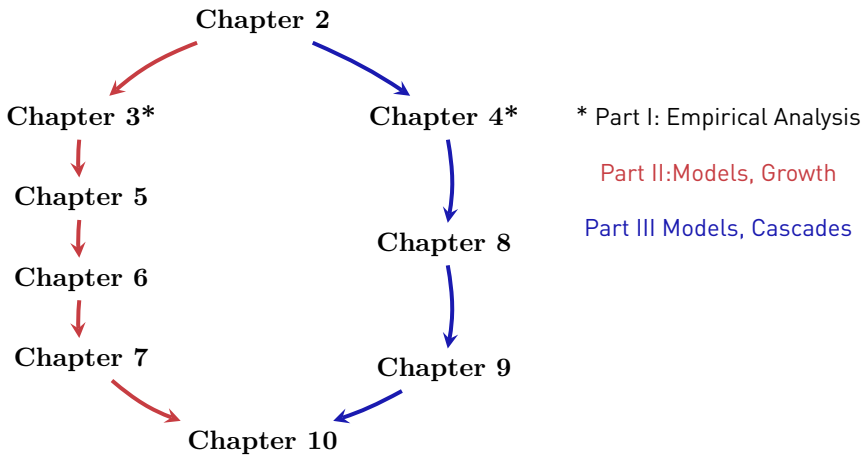 Chapter 2
Chapter 3*
Chapter 4*
* Part I: Empirical Analysis
Part II:Models, Growth
Chapter 5
Part III Models, Cascades
Chapter 8
Chapter 6
Chapter 7
Chapter 9
Chapter 10